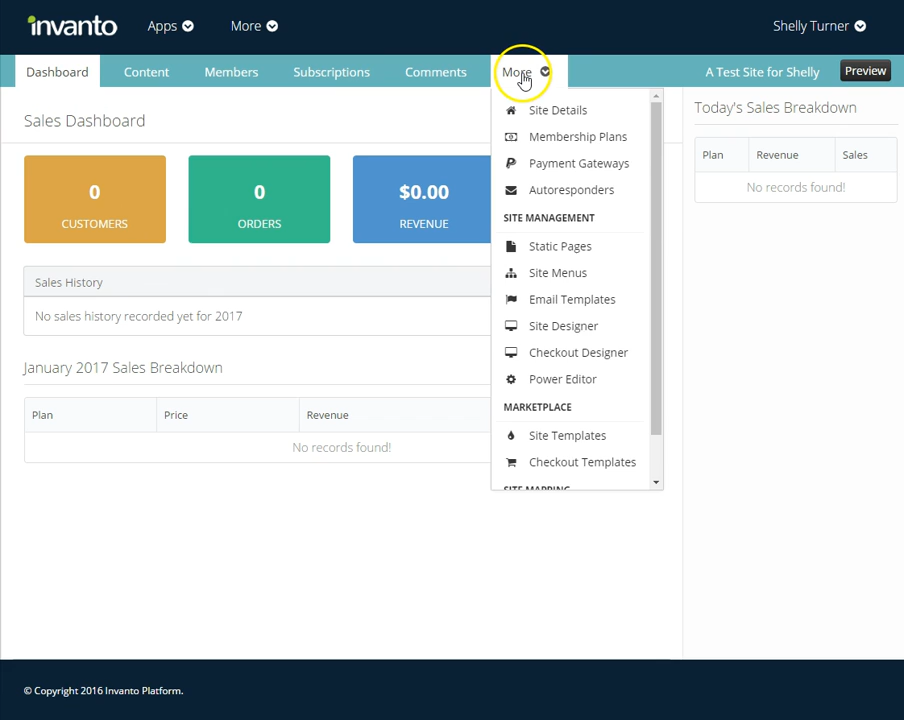 invanto Apps More Shelly Turner
Dashboard Content Members Subscriptions Comments More A Test Site for Shelly Preview
Sales Dashboard
0
CUSTOMERS
0
ORDERS
$0.00
REVENUE
Sales History
No sales history recorded yet for 2017
January 2017 Sales Breakdown
Plan Price Revenue
No records found!
Site Details
Membership Plans
Payment Gateways
Autoresponders
SITE MANAGEMENT
Static Pages
Site Menus
Email Templates
Site Designer
Checkout Designer
Power Editor
MARKETPLACE
Site Templates
Checkout Templates
SITE MAPPING
Today's Sales Breakdown
Plan Revenue Sales
No records found!
© Copyright 2016 Invanto Platform.